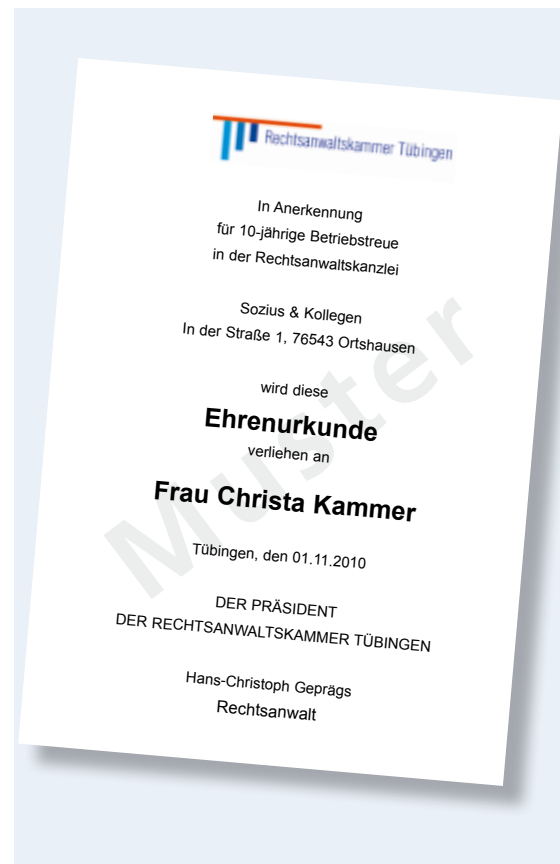 Rechtsanwaltskammer Tübingen
In Anerkennung
für 10-jährige Betriebstreue
in der Rechtsanwaltskanzlei
Sozius & Kollegen
In der Straße 1, 76543 Ortshausen
wird diese
Ehrenurkunde
verliehen an
Frau Christa Kammer
Tübingen, den 01.11.2010
DER PRÄSIDENT
DER RECHTSANWALTSKAMMER TÜBINGEN
Hans-Christoph Geprägs
Rechtsanwalt
Muster